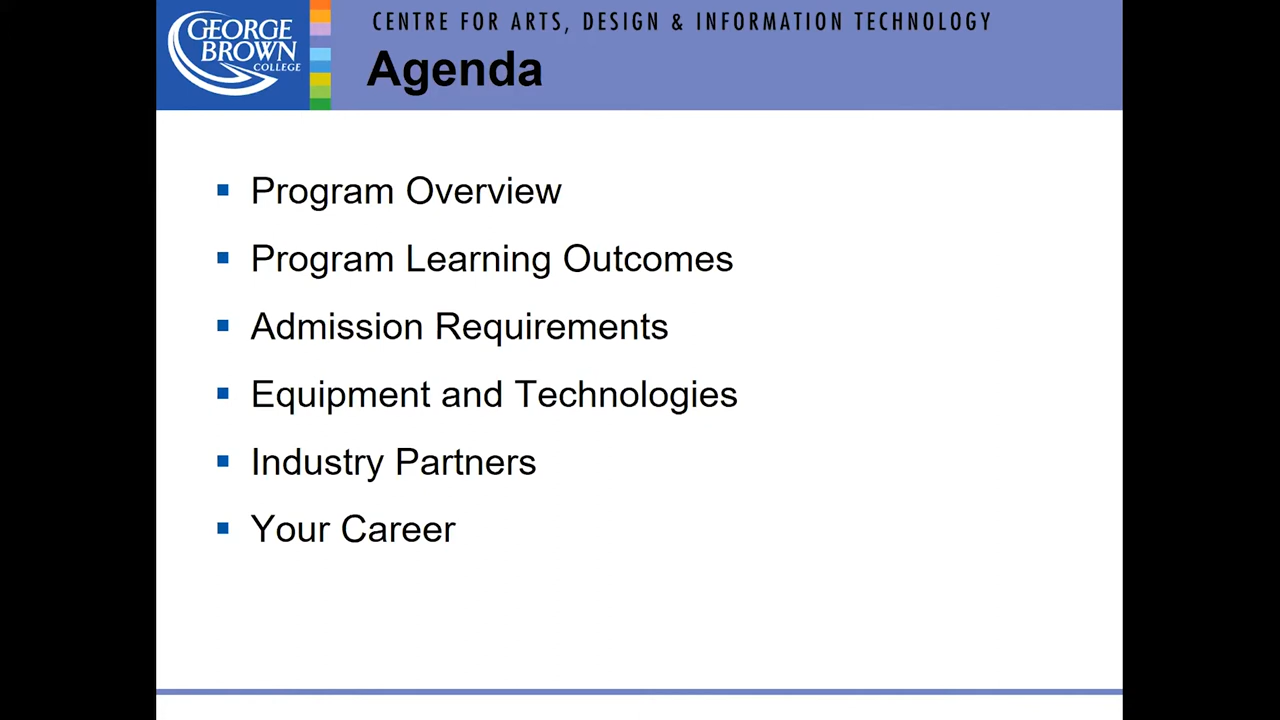 GEORGE
BROWN
COLLEGE
CENTRE FOR ARTS, DESIGN & INFORMATION TECHNOLOGY
Agenda
Program Overview
Program Learning Outcomes
Admission Requirements
Equipment and Technologies
Industry Partners
Your Career